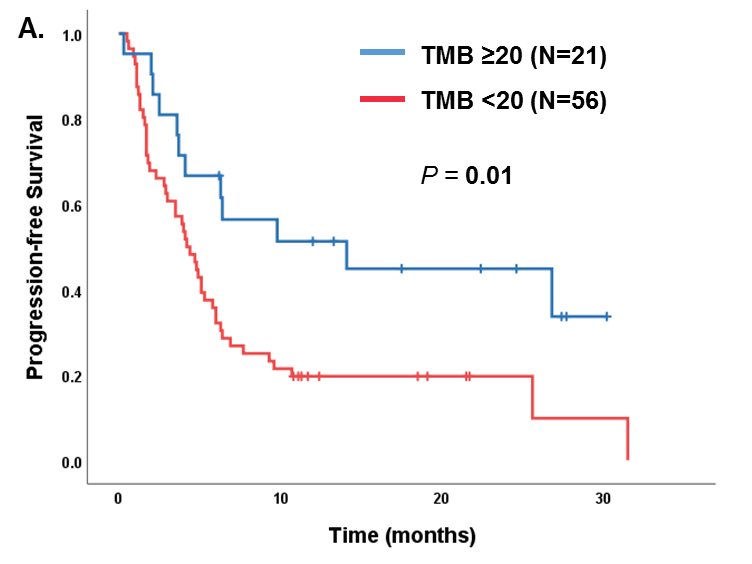 A.
TMB ≥20 (N=21)
TMB <20 (N=56)
P = 0.01
Progression-free Survival
1.0
0.8
0.6
0.4
0.2
0.0
0 10 20 30
Time (months)